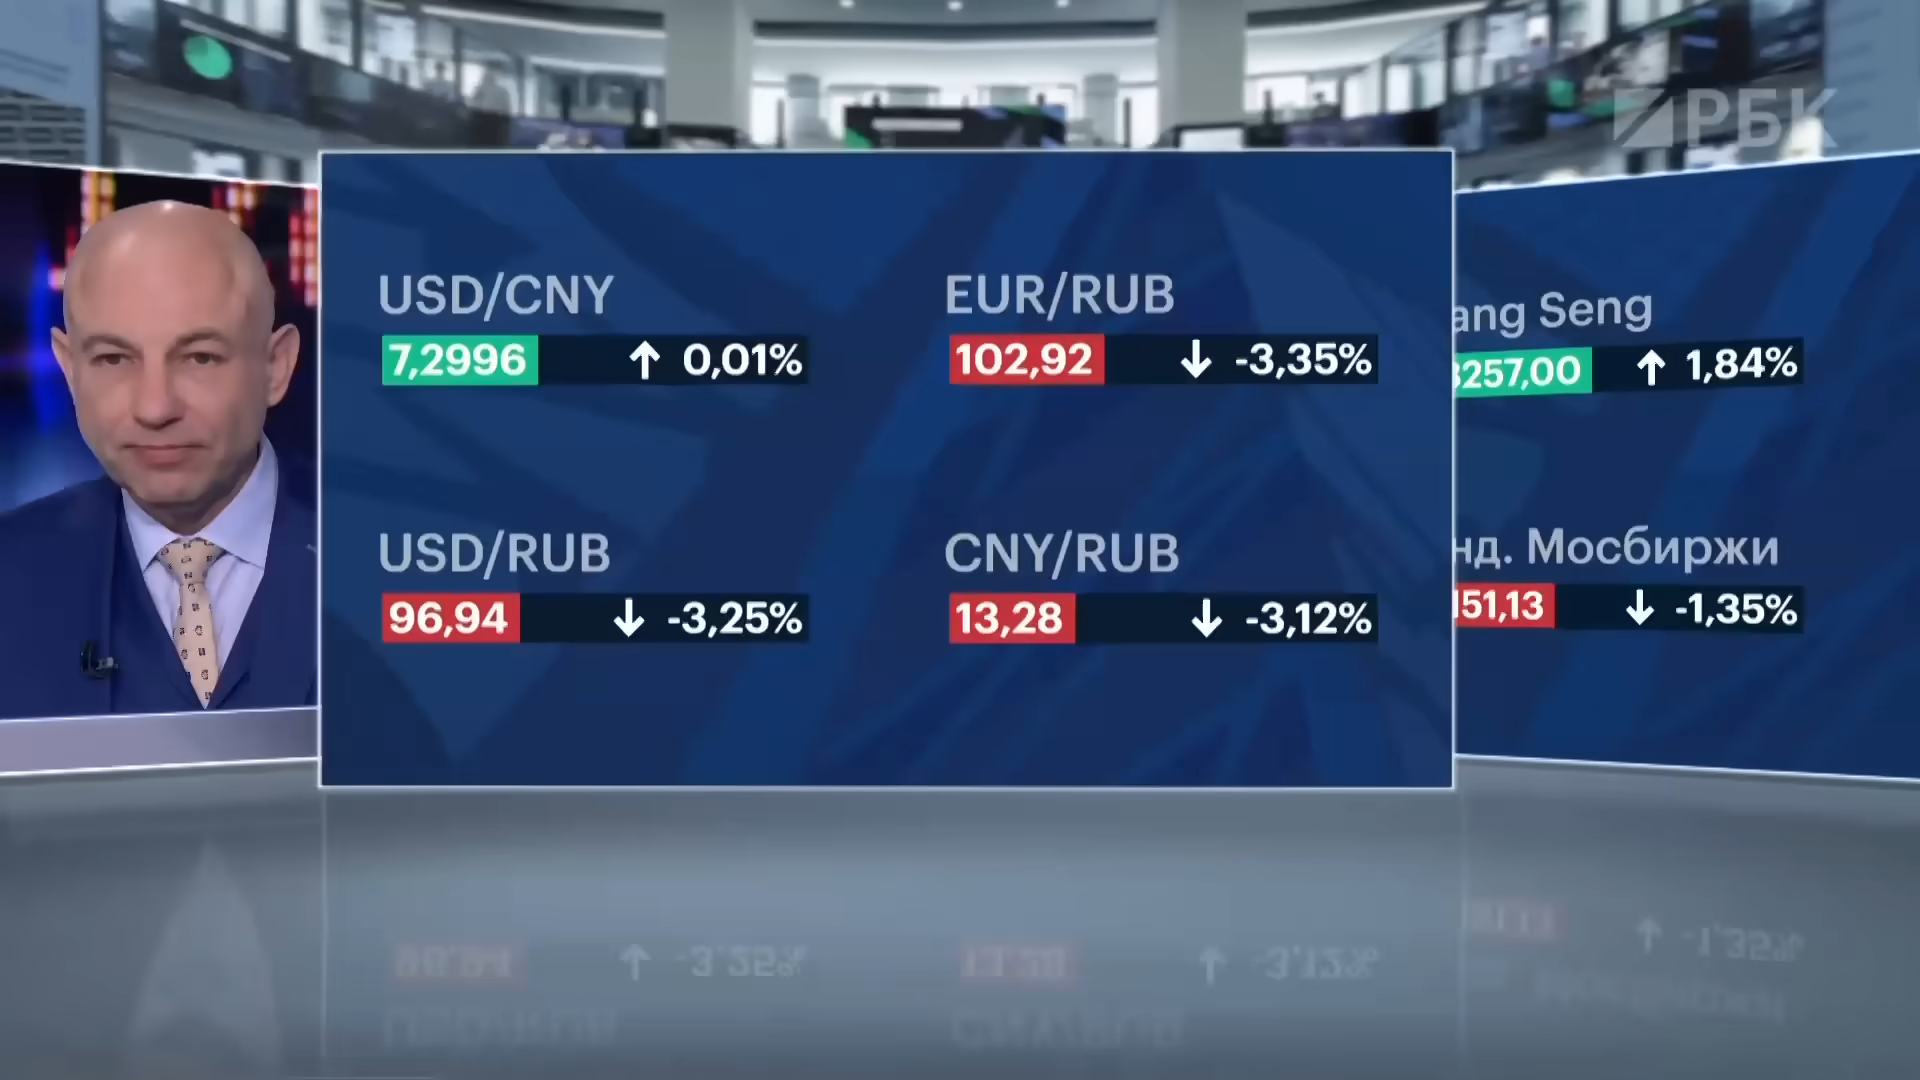 РБК
USD/CNY
7,2996 ↑ 0,01%
EUR/RUB
102,92 ↓ -3,35%
ang Seng
257,00 ↑ 1,84%
USD/RUB
96,94 ↓ -3,25%
CNY/RUB
13,28 ↓ -3,12%
нд. Мосбиржи
151,13 ↓ -1,35%